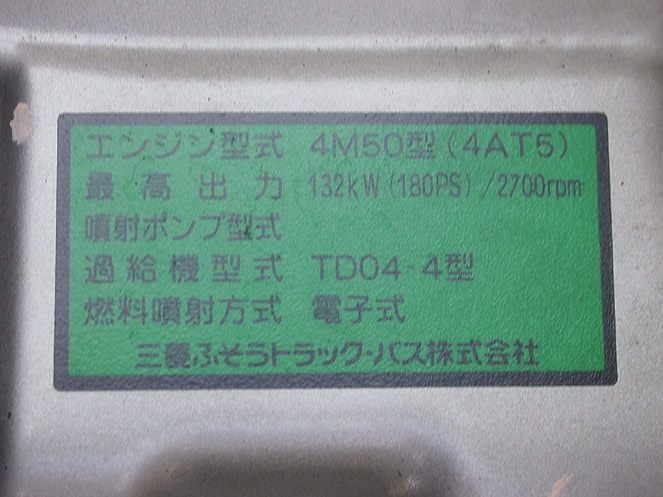 エンジン型式 4M50型(4AT5)
最高出力 132kW(180PS)/2700rpm
噴射ポンプ型式
過給機型式 TD04-4型
燃料噴射方式 電子式
三菱ふそうトラック・バス株式会社